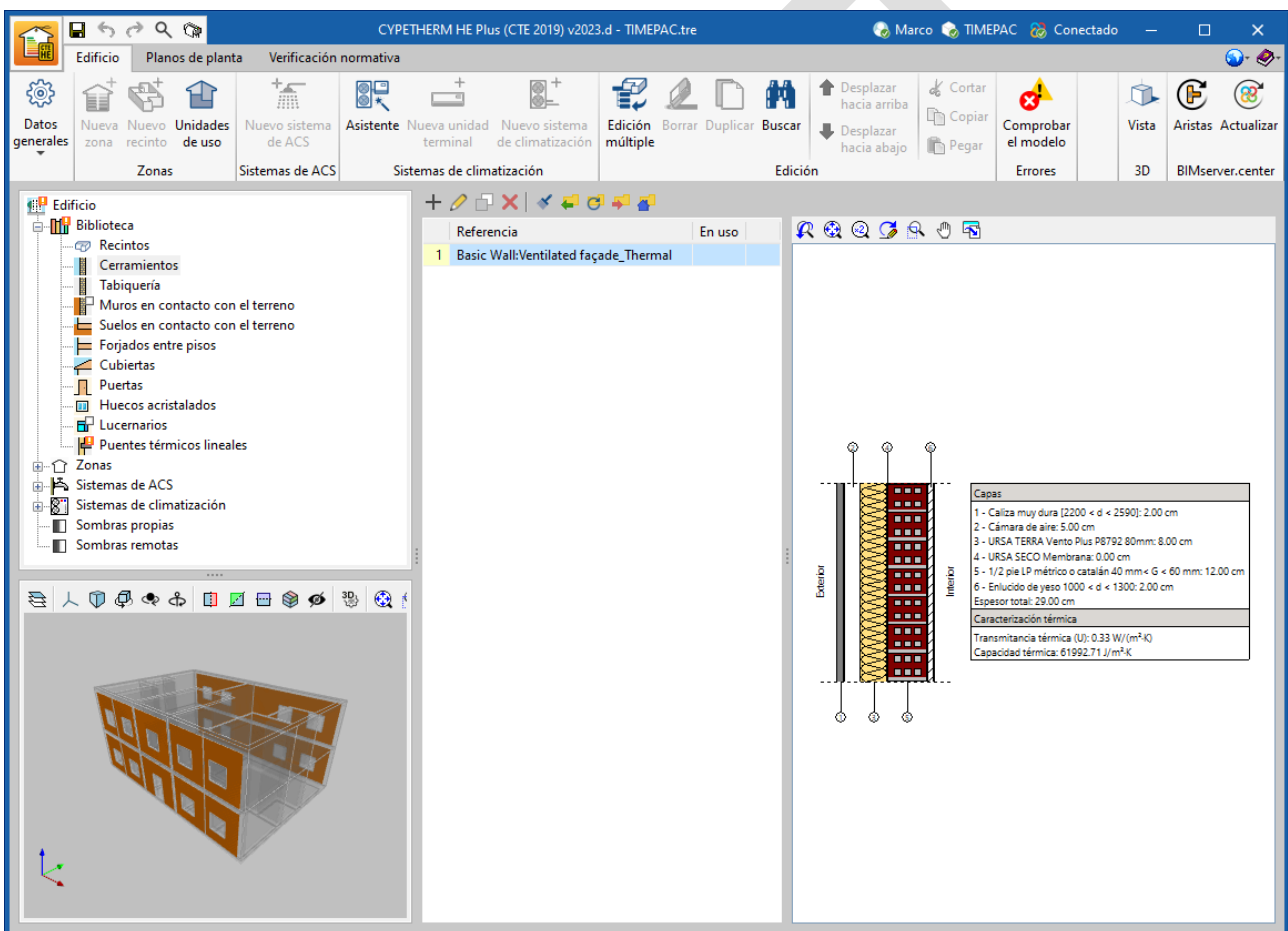 CYPETHERM HE Plus (CTE 2019) v2023.d - TIMEPAC.tre
Marco TIMEPAC Conectado
CTE
HE
Edificio Planos de planta Verificación normativa
Datos generales
Nueva zona
Nuevo recinto
Unidades de uso
Zonas
Nuevo sistema de ACS
Sistemas de ACS
Asistente
Nueva unidad terminal
Nuevo sistema de climatización
Sistemas de climatización
Edición múltiple
Borrar
Duplicar
Buscar
Desplazar hacia arriba
Desplazar hacia abajo
Cortar
Copiar
Pegar
Edición
Comprobar el modelo
Errores
Vista
3D
Aristas
Actualizar
BIMserver.center
Edificio
Biblioteca
Recintos
Cerramientos
Tabiquería
Muros en contacto con el terreno
Suelos en contacto con el terreno
Forjados entre pisos
Cubiertas
Puertas
Huecos acristalados
Lucernarios
Puentes térmicos lineales
Zonas
Sistemas de ACS
Sistemas de climatización
Sombras propias
Sombras remotas
3D
Referencia En uso
1 Basic Wall:Ventilated façade_Thermal
x2
2 4 6
Exterior
Interior
1 3 5
Capas
1 - Caliza muy dura [2200 < d < 2590]: 2.00 cm
2 - Cámara de aire: 5.00 cm
3 - URSA TERRA Vento Plus P8792 80mm: 8.00 cm
4 - URSA SECO Membrana: 0.00 cm
5 - 1/2 pie LP métrico o catalán 40 mm< G < 60 mm: 12.00 cm
6 - Enlucido de yeso 1000 < d < 1300: 2.00 cm
Espesor total: 29.00 cm
Caracterización térmica
Transmitancia térmica (U): 0.33 W/(m²·K)
Capacidad térmica: 61992.71 J/m²·K